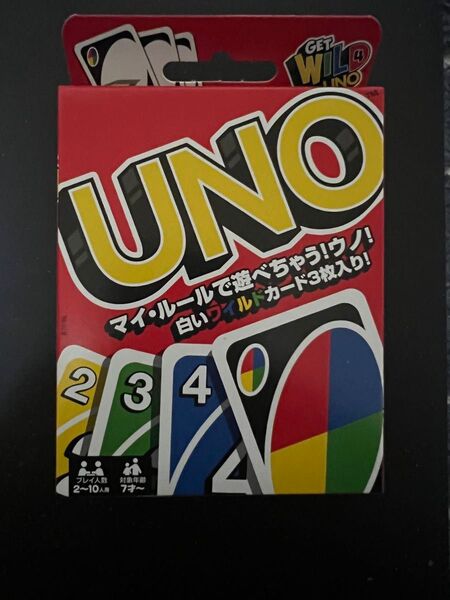 GET
WILD 4
UNO
UNO
TM
マイ・ルールで遊べちゃう!ウノ!
白いワイルドカード3枚入り!
2 3 4
プレイ人数 対象年齢
2〜10人用 7才〜